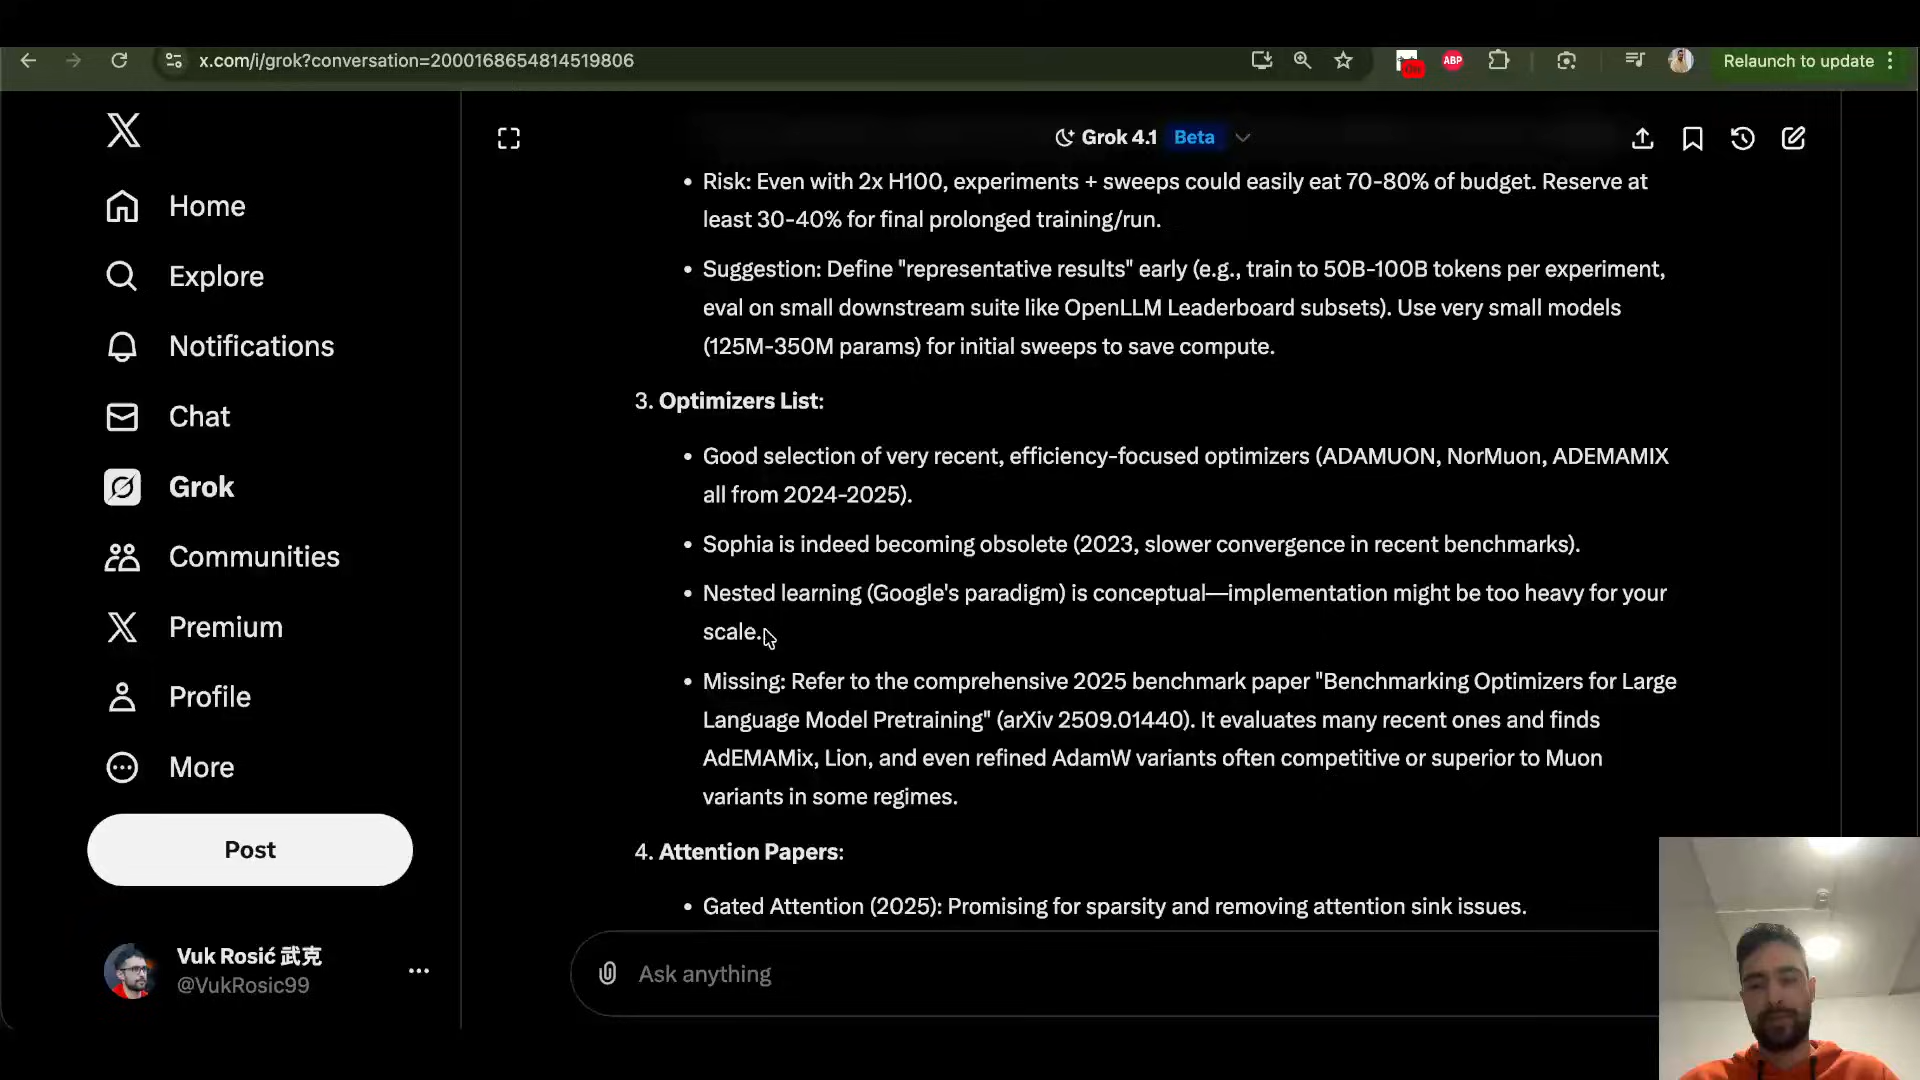 x.com/i/grok?conversation=2000168654814519806
ABP
Relaunch to update
Home
Explore
Notifications
Chat
Grok
Communities
Premium
Profile
More
Post
Vuk Rosić 武克
@VukRosic99
Grok 4.1 Beta
• Risk: Even with 2x H100, experiments + sweeps could easily eat 70-80% of budget. Reserve at
least 30-40% for final prolonged training/run.
• Suggestion: Define "representative results" early (e.g., train to 50B-100B tokens per experiment,
eval on small downstream suite like OpenLLM Leaderboard subsets). Use very small models
(125M-350M params) for initial sweeps to save compute.
3. Optimizers List:
• Good selection of very recent, efficiency-focused optimizers (ADAMUON, NorMuon, ADEMAMIX
all from 2024-2025).
• Sophia is indeed becoming obsolete (2023, slower convergence in recent benchmarks).
• Nested learning (Google's paradigm) is conceptual—implementation might be too heavy for your
scale.
• Missing: Refer to the comprehensive 2025 benchmark paper "Benchmarking Optimizers for Large
Language Model Pretraining" (arXiv 2509.01440). It evaluates many recent ones and finds
AdEMAMix, Lion, and even refined AdamW variants often competitive or superior to Muon
variants in some regimes.
4. Attention Papers:
• Gated Attention (2025): Promising for sparsity and removing attention sink issues.
Ask anything